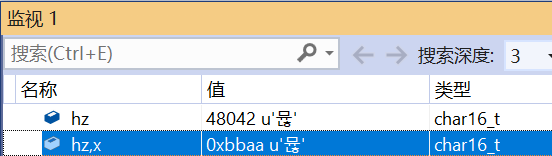 监视 1
搜索(Ctrl+E) 搜索深度: 3
名称 值 类型
hz 48042 u'뮪' char16_t
hz,x 0xbbaa u'뮪' char16_t